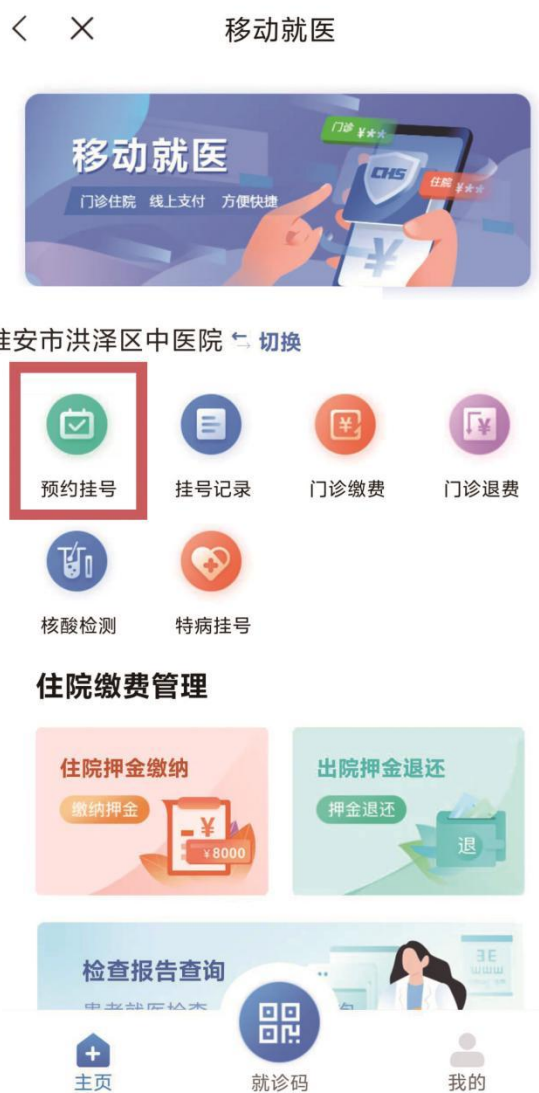 移动就医
移动就医
门诊住院 线上支付 方便快捷
门诊 ¥**
CHS
住院 ¥**
¥
淮安市洪泽区中医院 切换
预约挂号 挂号记录 门诊缴费 门诊退费
核酸检测 特病挂号
住院缴费管理
住院押金缴纳 出院押金退还
缴纳押金 押金退还
¥
¥8000
退
检查报告查询
主页 就诊码 我的